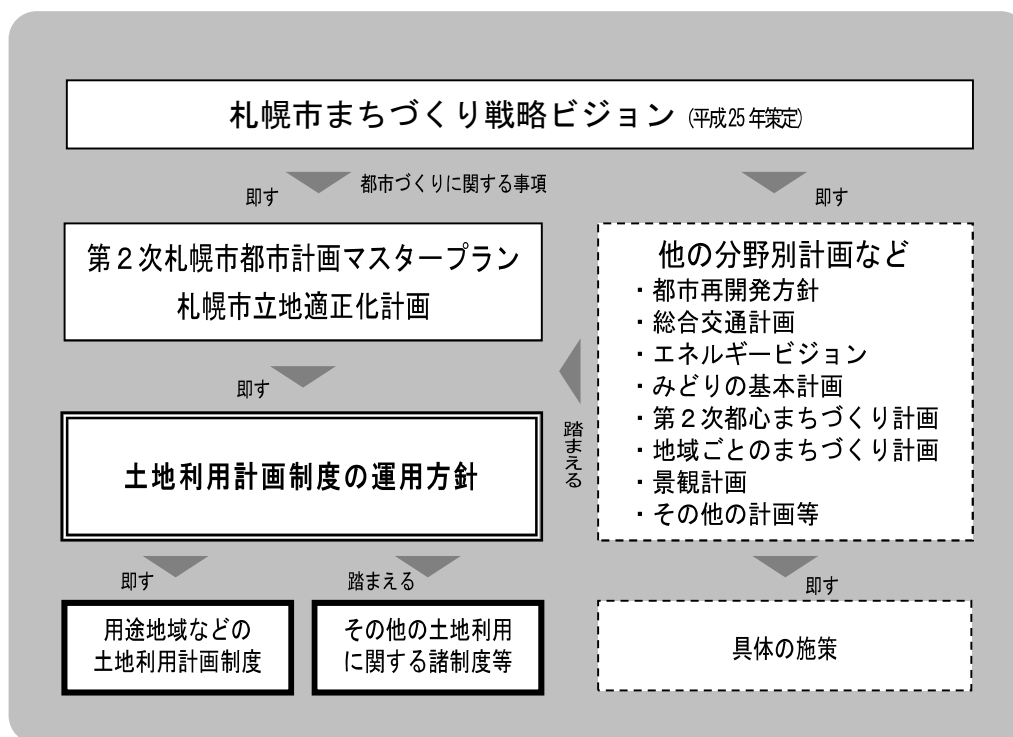 札幌市まちづくり戦略ビジョン (平成25年策定)
即す
都市づくりに関する事項
即す
第２次札幌市都市計画マスタープラン
札幌市立地適正化計画
他の分野別計画など
・都市再開発方針
・総合交通計画
・エネルギービジョン
・みどりの基本計画
・第２次都心まちづくり計画
・地域ごとのまちづくり計画
・景観計画
・その他の計画等
即す
踏まえる
土地利用計画制度の運用方針
即す
踏まえる
即す
用途地域などの
土地利用計画制度
その他の土地利用
に関する諸制度等
具体の施策